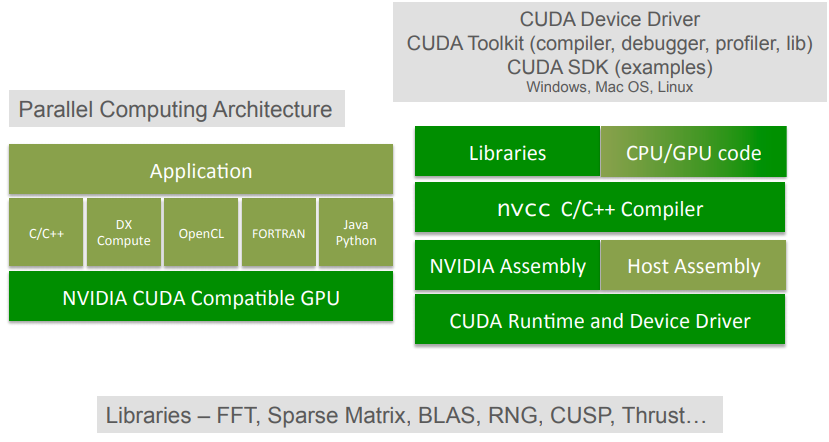 Parallel Computing Architecture
Application
C/C++
DX
Compute
OpenCL
FORTRAN
Java
Python
NVIDIA CUDA Compatible GPU
CUDA Device Driver
CUDA Toolkit (compiler, debugger, profiler, lib)
CUDA SDK (examples)
Windows, Mac OS, Linux
Libraries
CPU/GPU code
nvcc C/C++ Compiler
NVIDIA Assembly
Host Assembly
CUDA Runtime and Device Driver
Libraries – FFT, Sparse Matrix, BLAS, RNG, CUSP, Thrust…